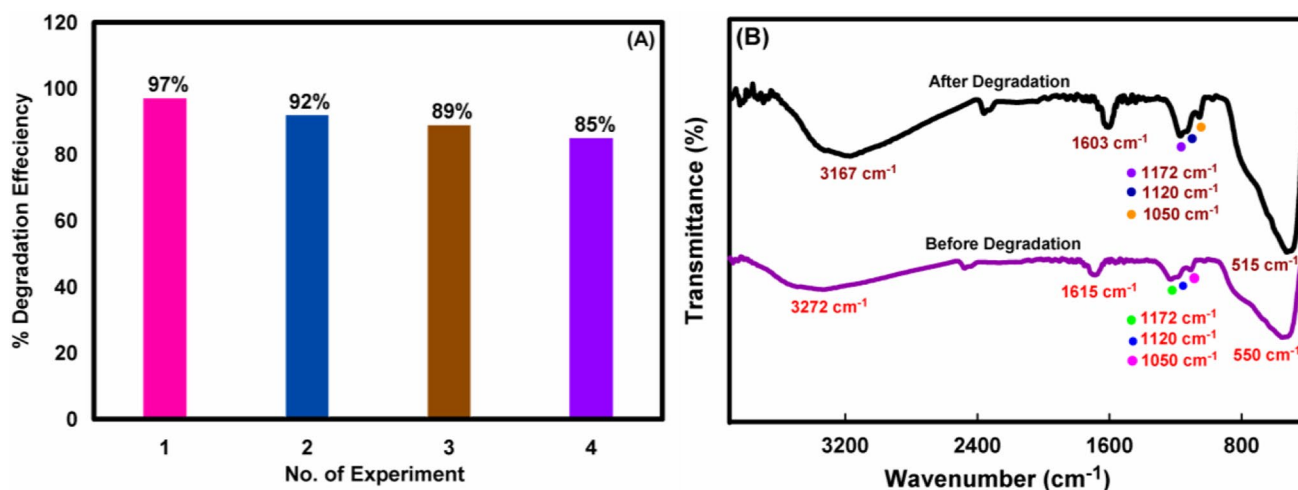 (A)
% Degradation Effeciency
120
100
80
60
40
20
0
97%
92%
89%
85%
1
2
3
4
No. of Experiment
(B)
Transmittance (%)
After Degradation
3167 cm⁻¹
1603 cm⁻¹
1172 cm⁻¹
1120 cm⁻¹
1050 cm⁻¹
515 cm⁻¹
Before Degradation
3272 cm⁻¹
1615 cm⁻¹
1172 cm⁻¹
1120 cm⁻¹
1050 cm⁻¹
550 cm⁻¹
3200
2400
1600
800
Wavenumber (cm⁻¹)